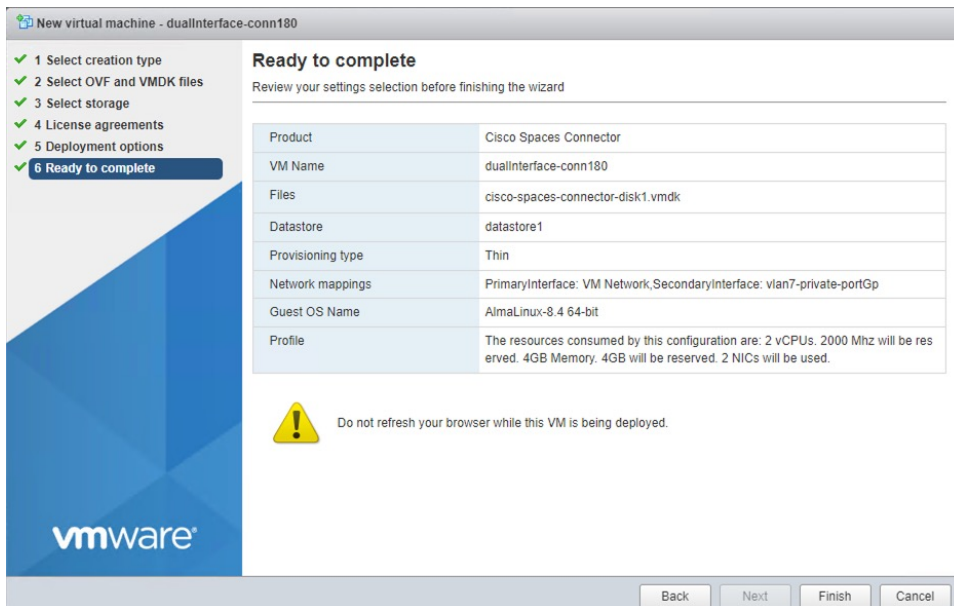 New virtual machine - dualInterface-conn180
1 Select creation type
2 Select OVF and VMDK files
3 Select storage
4 License agreements
5 Deployment options
6 Ready to complete
Ready to complete
Review your settings selection before finishing the wizard
Product Cisco Spaces Connector
VM Name dualInterface-conn180
Files cisco-spaces-connector-disk1.vmdk
Datastore datastore1
Provisioning type Thin
Network mappings PrimaryInterface: VM Network,SecondaryInterface: vlan7-private-portGp
Guest OS Name AlmaLinux-8.4 64-bit
Profile The resources consumed by this configuration are: 2 vCPUs. 2000 Mhz will be res
erved. 4GB Memory. 4GB will be reserved. 2 NICs will be used.
Do not refresh your browser while this VM is being deployed.
vmware®
Back Next Finish Cancel